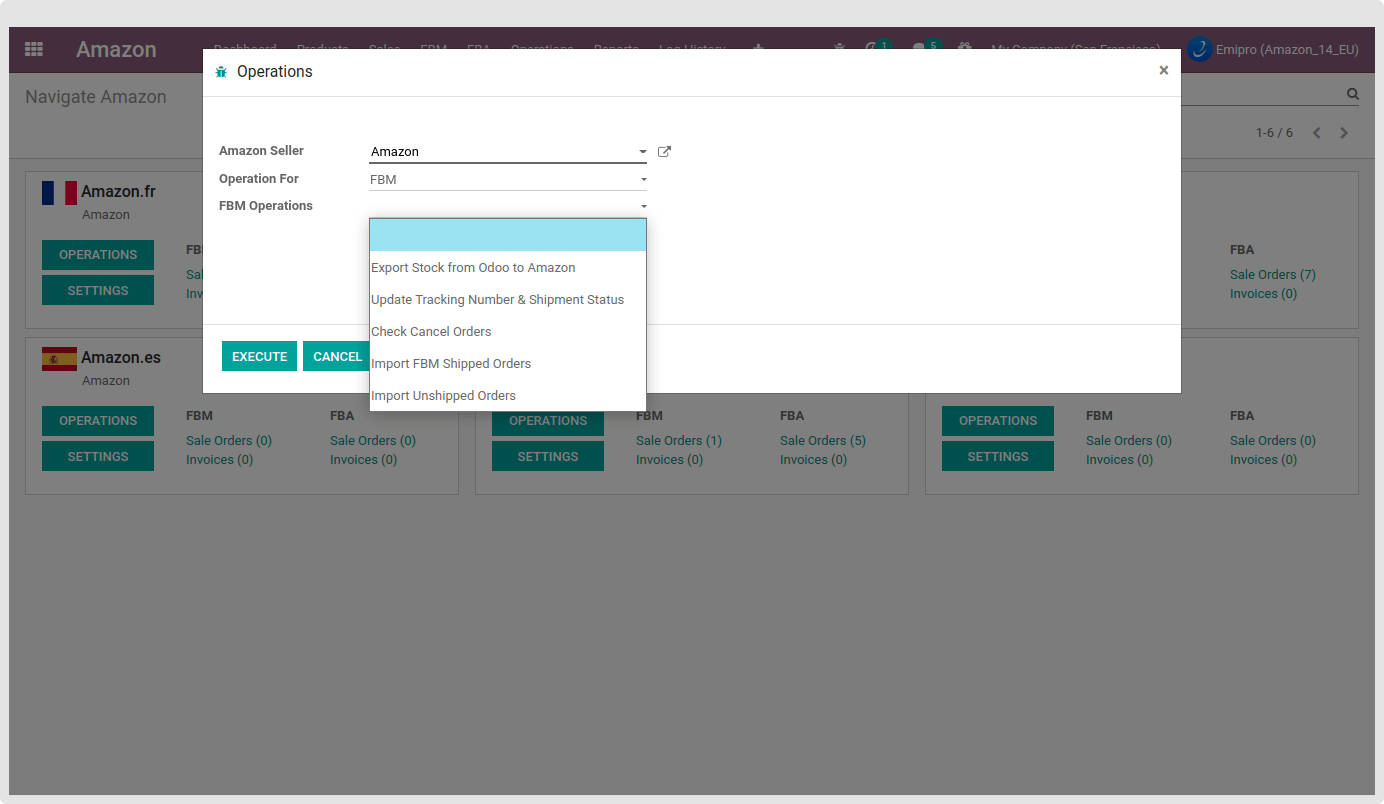 Amazon
Dashboard Products Sales FBM FBA Operations Reports Log History 1 5 My Company (San Francisco) Emipro (Amazon_14_EU)
Operations ×
Navigate Amazon
1-6 / 6
Amazon Seller Amazon
Operation For FBM
FBM Operations
Export Stock from Odoo to Amazon
Update Tracking Number & Shipment Status
Check Cancel Orders
Import FBM Shipped Orders
Import Unshipped Orders
EXECUTE CANCEL
Amazon.fr
Amazon
OPERATIONS
SETTINGS
FBA
Sale Orders (7)
Invoices (0)
Amazon.es
Amazon
OPERATIONS FBM FBA
SETTINGS Sale Orders (0) Sale Orders (0)
Invoices (0) Invoices (0)
OPERATIONS FBM FBA
SETTINGS Sale Orders (1) Sale Orders (5)
Invoices (0) Invoices (0)
OPERATIONS FBM FBA
SETTINGS Sale Orders (0) Sale Orders (0)
Invoices (0) Invoices (0)